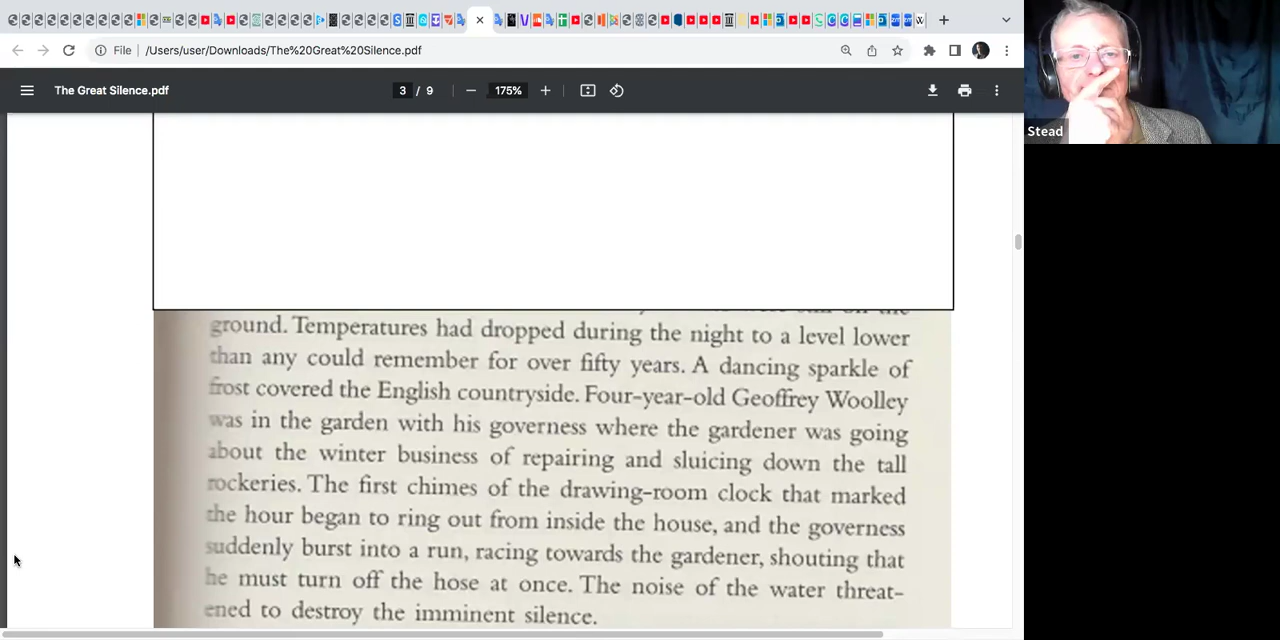 File
/Users/user/Downloads/The%20Great%20Silence.pdf
The Great Silence.pdf
3 / 9
175%
Stead
ground. Temperatures had dropped during the night to a level lower
than any could remember for over fifty years. A dancing sparkle of
frost covered the English countryside. Four-year-old Geoffrey Woolley
was in the garden with his governess where the gardener was going
about the winter business of repairing and sluicing down the tall
rockeries. The first chimes of the drawing-room clock that marked
the hour began to ring out from inside the house, and the governess
suddenly burst into a run, racing towards the gardener, shouting that
he must turn off the hose at once. The noise of the water threat-
ened to destroy the imminent silence.